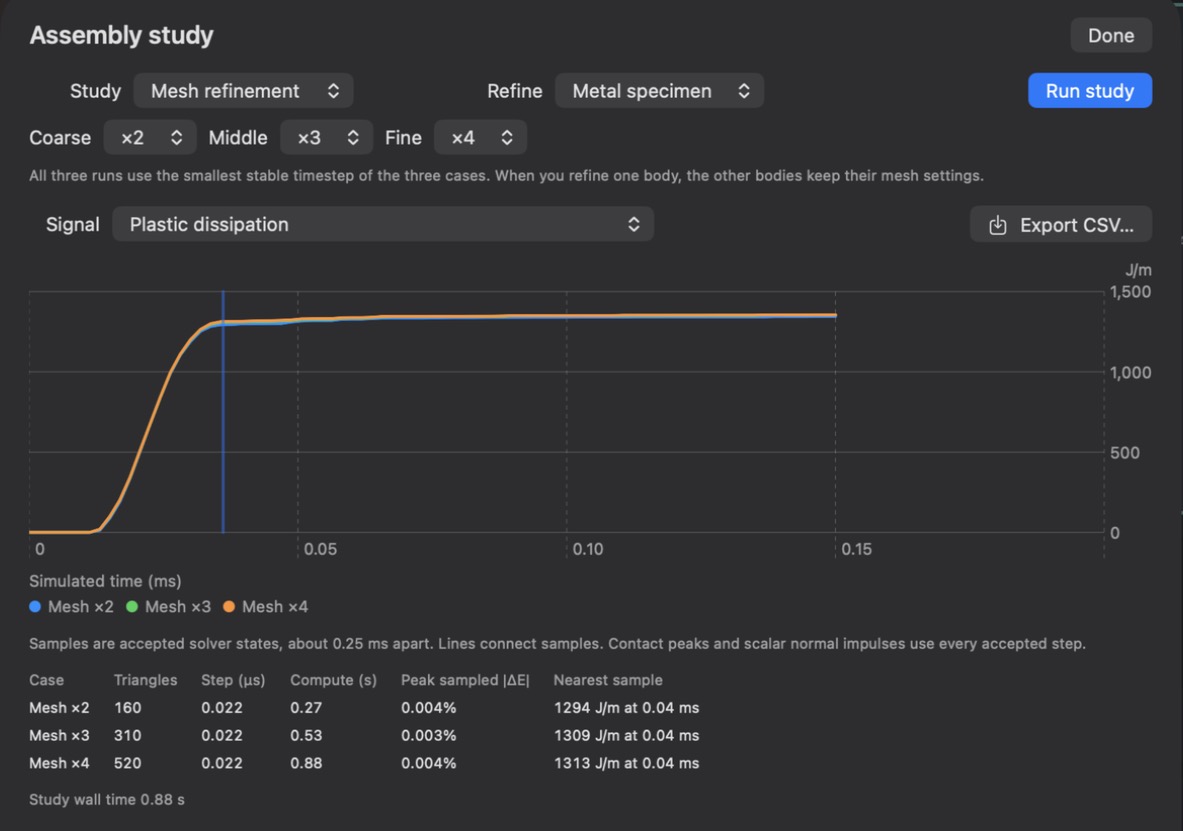 Assembly study
Done
Study Mesh refinement Refine Metal specimen Run study
Coarse ×2 Middle ×3 Fine ×4
All three runs use the smallest stable timestep of the three cases. When you refine one body, the other bodies keep their mesh settings.
Signal Plastic dissipation Export CSV...
J/m
1,500
1,000
500
0
0 0.05 0.10 0.15
Simulated time (ms)
Mesh ×2 Mesh ×3 Mesh ×4
Samples are accepted solver states, about 0.25 ms apart. Lines connect samples. Contact peaks and scalar normal impulses use every accepted step.
Case Triangles Step (µs) Compute (s) Peak sampled |ΔE| Nearest sample
Mesh ×2 160 0.022 0.27 0.004% 1294 J/m at 0.04 ms
Mesh ×3 310 0.022 0.53 0.003% 1309 J/m at 0.04 ms
Mesh ×4 520 0.022 0.88 0.004% 1313 J/m at 0.04 ms
Study wall time 0.88 s